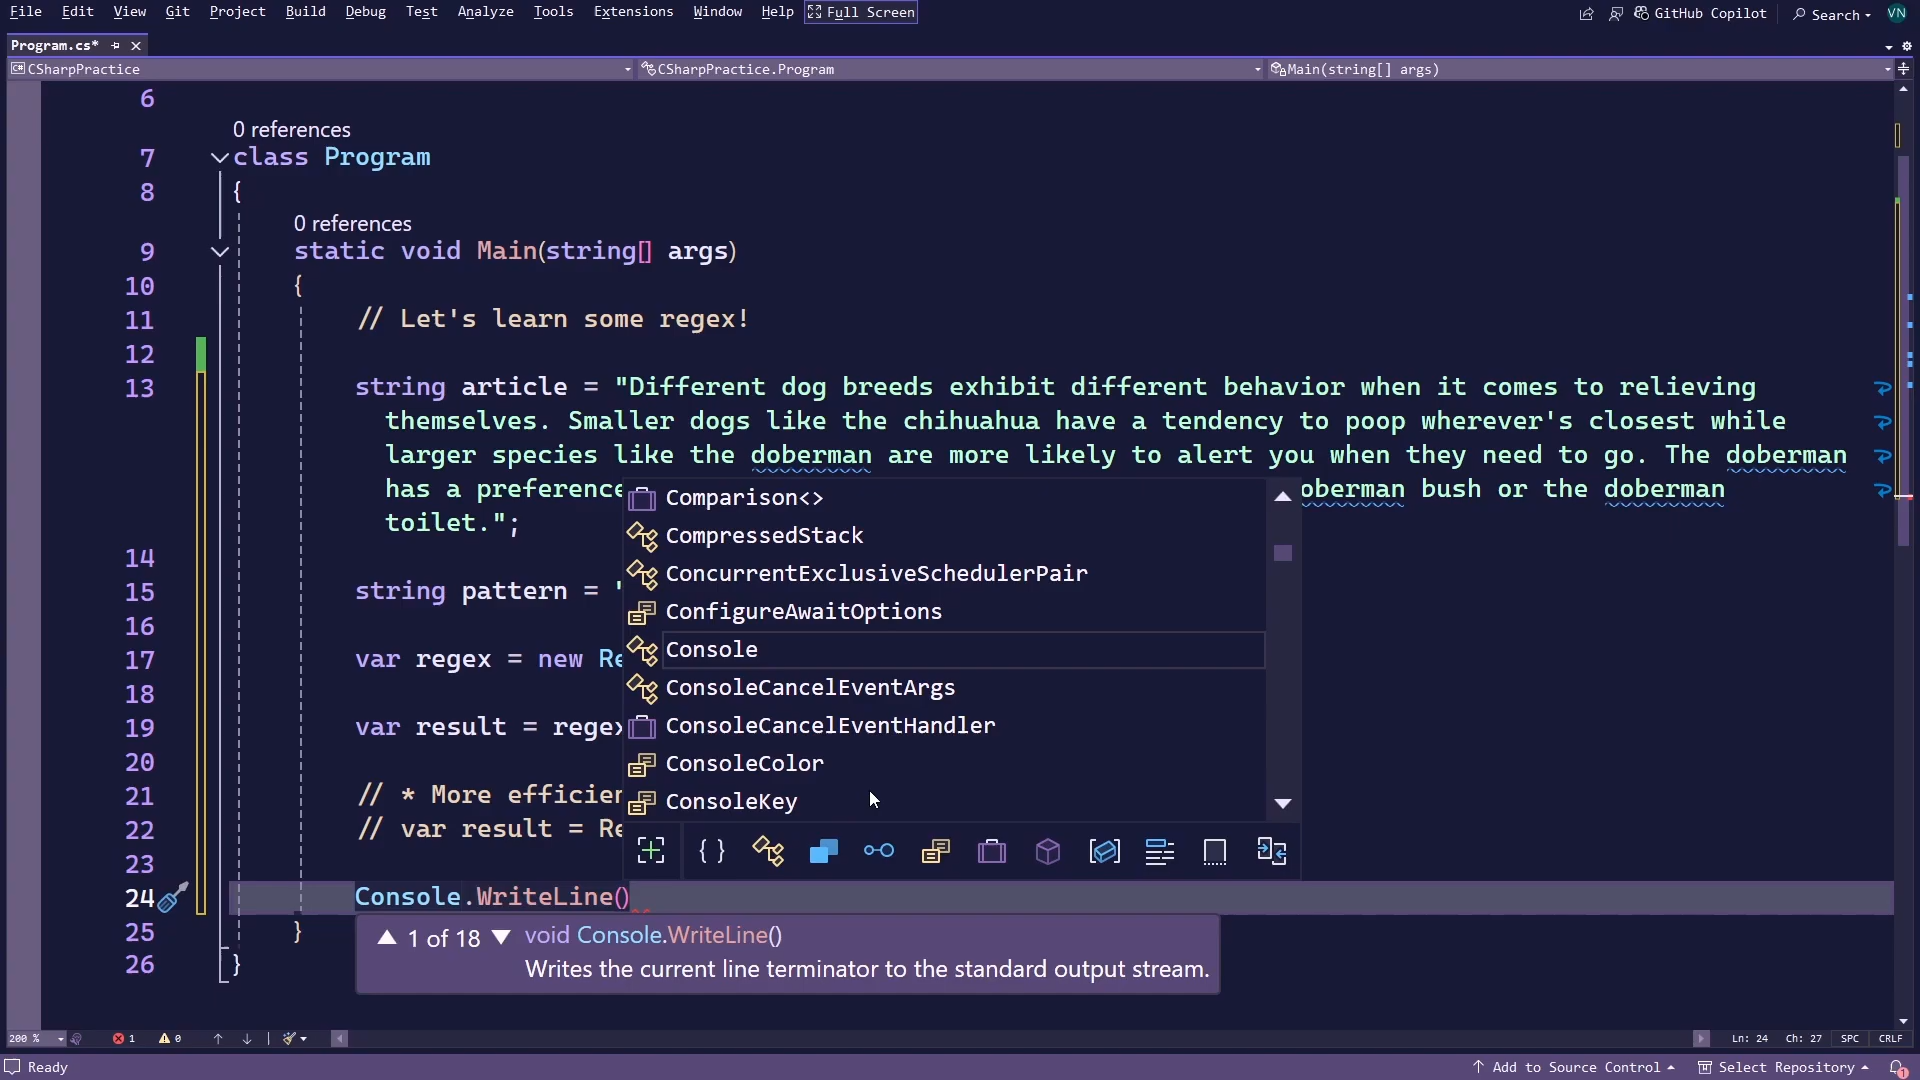 File Edit View Git Project Build Debug Test Analyze Tools Extensions Window Help Full Screen GitHub Copilot Search VN
Program.cs*
CSharpPractice CSharpPractice.Program Main(string[] args)
6
0 references
7 class Program
8 {
0 references
9 static void Main(string[] args)
10 {
11 // Let's learn some regex!
12
13 string article = "Different dog breeds exhibit different behavior when it comes to relieving
themselves. Smaller dogs like the chihuahua have a tendency to poop wherever's closest while
larger species like the doberman are more likely to alert you when they need to go. The doberman
has a preference oberman bush or the doberman
toilet.";
14
15 string pattern = "
16
17 var regex = new Re
18
19 var result = regex
20
21 // * More efficien
22 // var result = Re
23
24 Console.WriteLine()
25 }
26 }
Comparison<>
CompressedStack
ConcurrentExclusiveSchedulerPair
ConfigureAwaitOptions
Console
ConsoleCancelEventArgs
ConsoleCancelEventHandler
ConsoleColor
ConsoleKey
1 of 18 void Console.WriteLine()
Writes the current line terminator to the standard output stream.
200 % 1 0 Ln: 24 Ch: 27 SPC CRLF
Ready Add to Source Control Select Repository 1